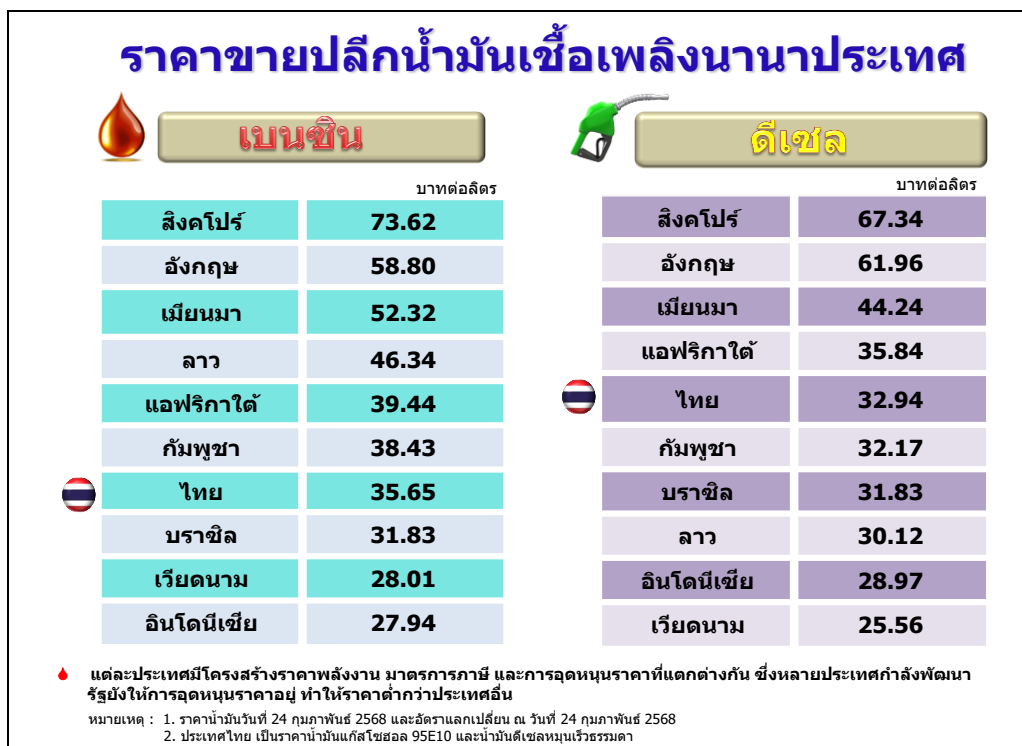 ราคาขายปลีกน้ำมันเชื้อเพลิงนานาประเทศ
เบนซิน
บาทต่อลิตร
สิงคโปร์ 73.62
อังกฤษ 58.80
เมียนมา 52.32
ลาว 46.34
แอฟริกาใต้ 39.44
กัมพูชา 38.43
ไทย 35.65
บราซิล 31.83
เวียดนาม 28.01
อินโดนีเซีย 27.94
ดีเซล
บาทต่อลิตร
สิงคโปร์ 67.34
อังกฤษ 61.96
เมียนมา 44.24
แอฟริกาใต้ 35.84
ไทย 32.94
กัมพูชา 32.17
บราซิล 31.83
ลาว 30.12
อินโดนีเซีย 28.97
เวียดนาม 25.56
แต่ละประเทศมีโครงสร้างราคาพลังงาน มาตรการภาษี และการอุดหนุนราคาที่แตกต่างกัน ซึ่งหลายประเทศกำลังพัฒนา
รัฐยังให้การอุดหนุนราคาอยู่ ทำให้ราคาต่ำกว่าประเทศอื่น
หมายเหตุ : 1. ราคาน้ำมันวันที่ 24 กุมภาพันธ์ 2568 และอัตราแลกเปลี่ยน ณ วันที่ 24 กุมภาพันธ์ 2568
2. ประเทศไทย เป็นราคาน้ำมันแก๊สโซฮอล 95E10 และน้ำมันดีเซลหมุนเร็วธรรมดา